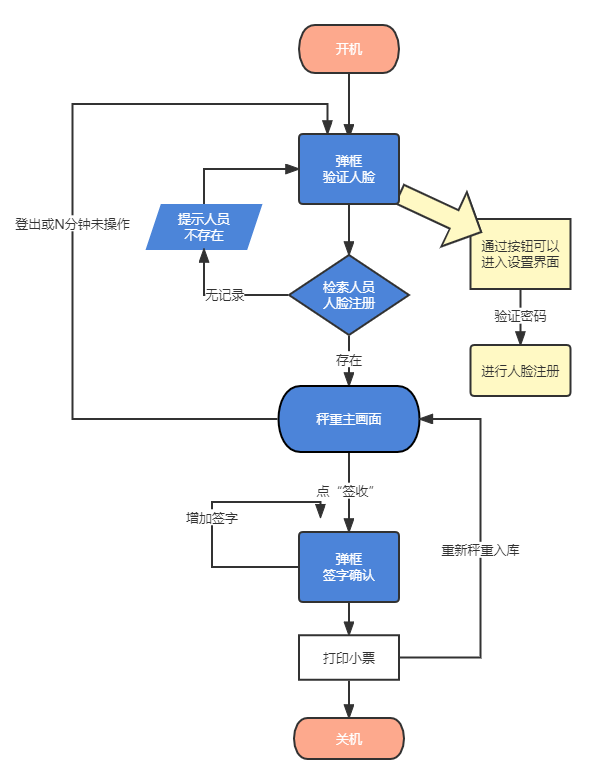 开机
弹框
验证人脸
登出或N分钟未操作
提示人员
不存在
通过按钮可以
进入设置界面
无记录
检索人员
人脸注册
验证密码
存在
进行人脸注册
秤重主画面
点“签收”
增加签字
重新秤重入库
弹框
签字确认
打印小票
关机